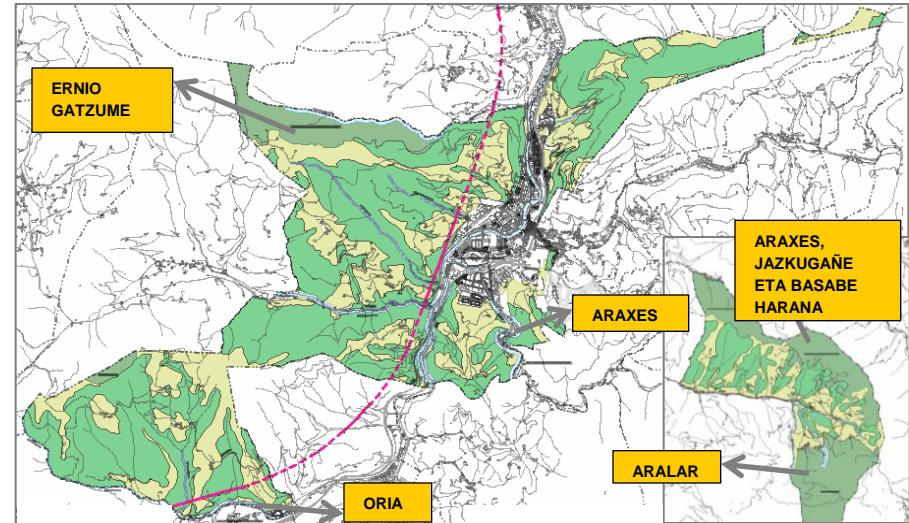 ERNIO
GATZUME
ARAXES,
JAZKUGAÑE
ETA BASABE
HARANA
ARAXES
ARALAR
ORIA